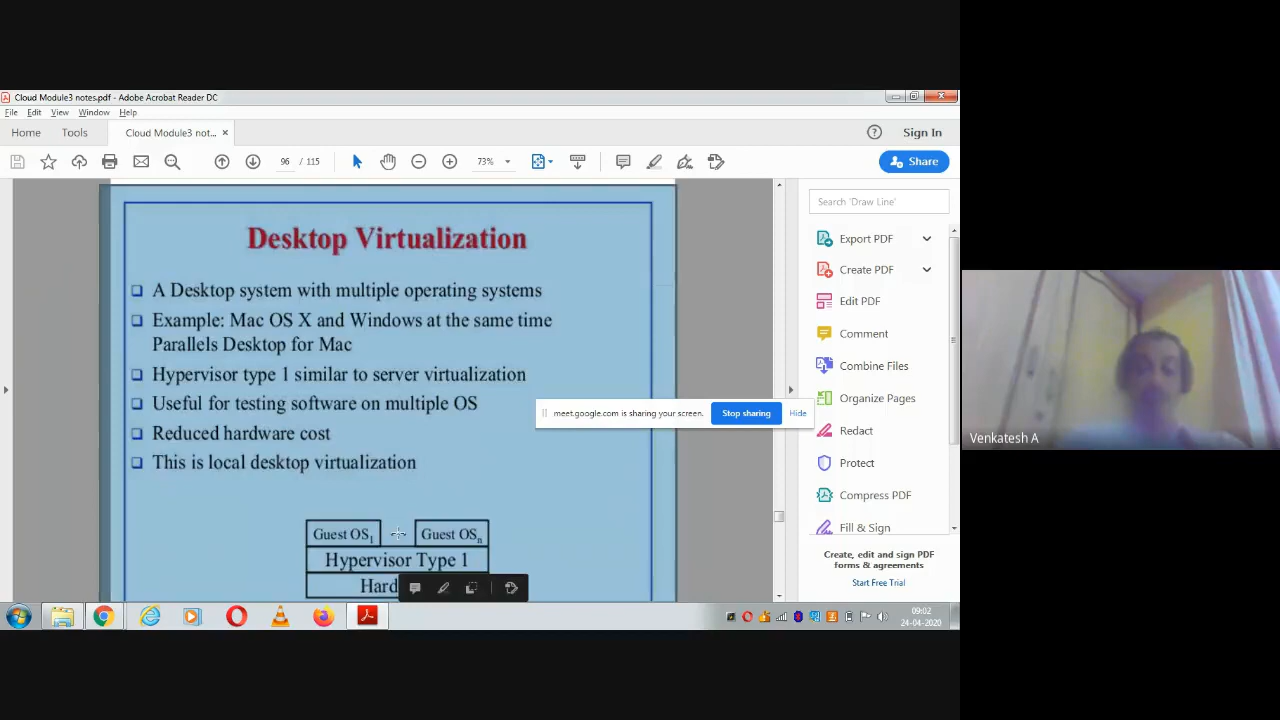 Cloud Module3 notes.pdf - Adobe Acrobat Reader DC
File Edit View Window Help
Home Tools Cloud Module3 not... × Sign In
96 / 115 73% Share
Desktop Virtualization
A Desktop system with multiple operating systems
Example: Mac OS X and Windows at the same time
Parallels Desktop for Mac
Hypervisor type 1 similar to server virtualization
Useful for testing software on multiple OS
Reduced hardware cost
This is local desktop virtualization
Guest OS1 Guest OSn
Hypervisor Type 1
Hard
meet.google.com is sharing your screen. Stop sharing Hide
Search 'Draw Line'
Export PDF
Create PDF
Edit PDF
Comment
Combine Files
Organize Pages
Redact
Protect
Compress PDF
Fill & Sign
Create, edit and sign PDF
forms & agreements
Start Free Trial
09:02
24-04-2020
Venkatesh A